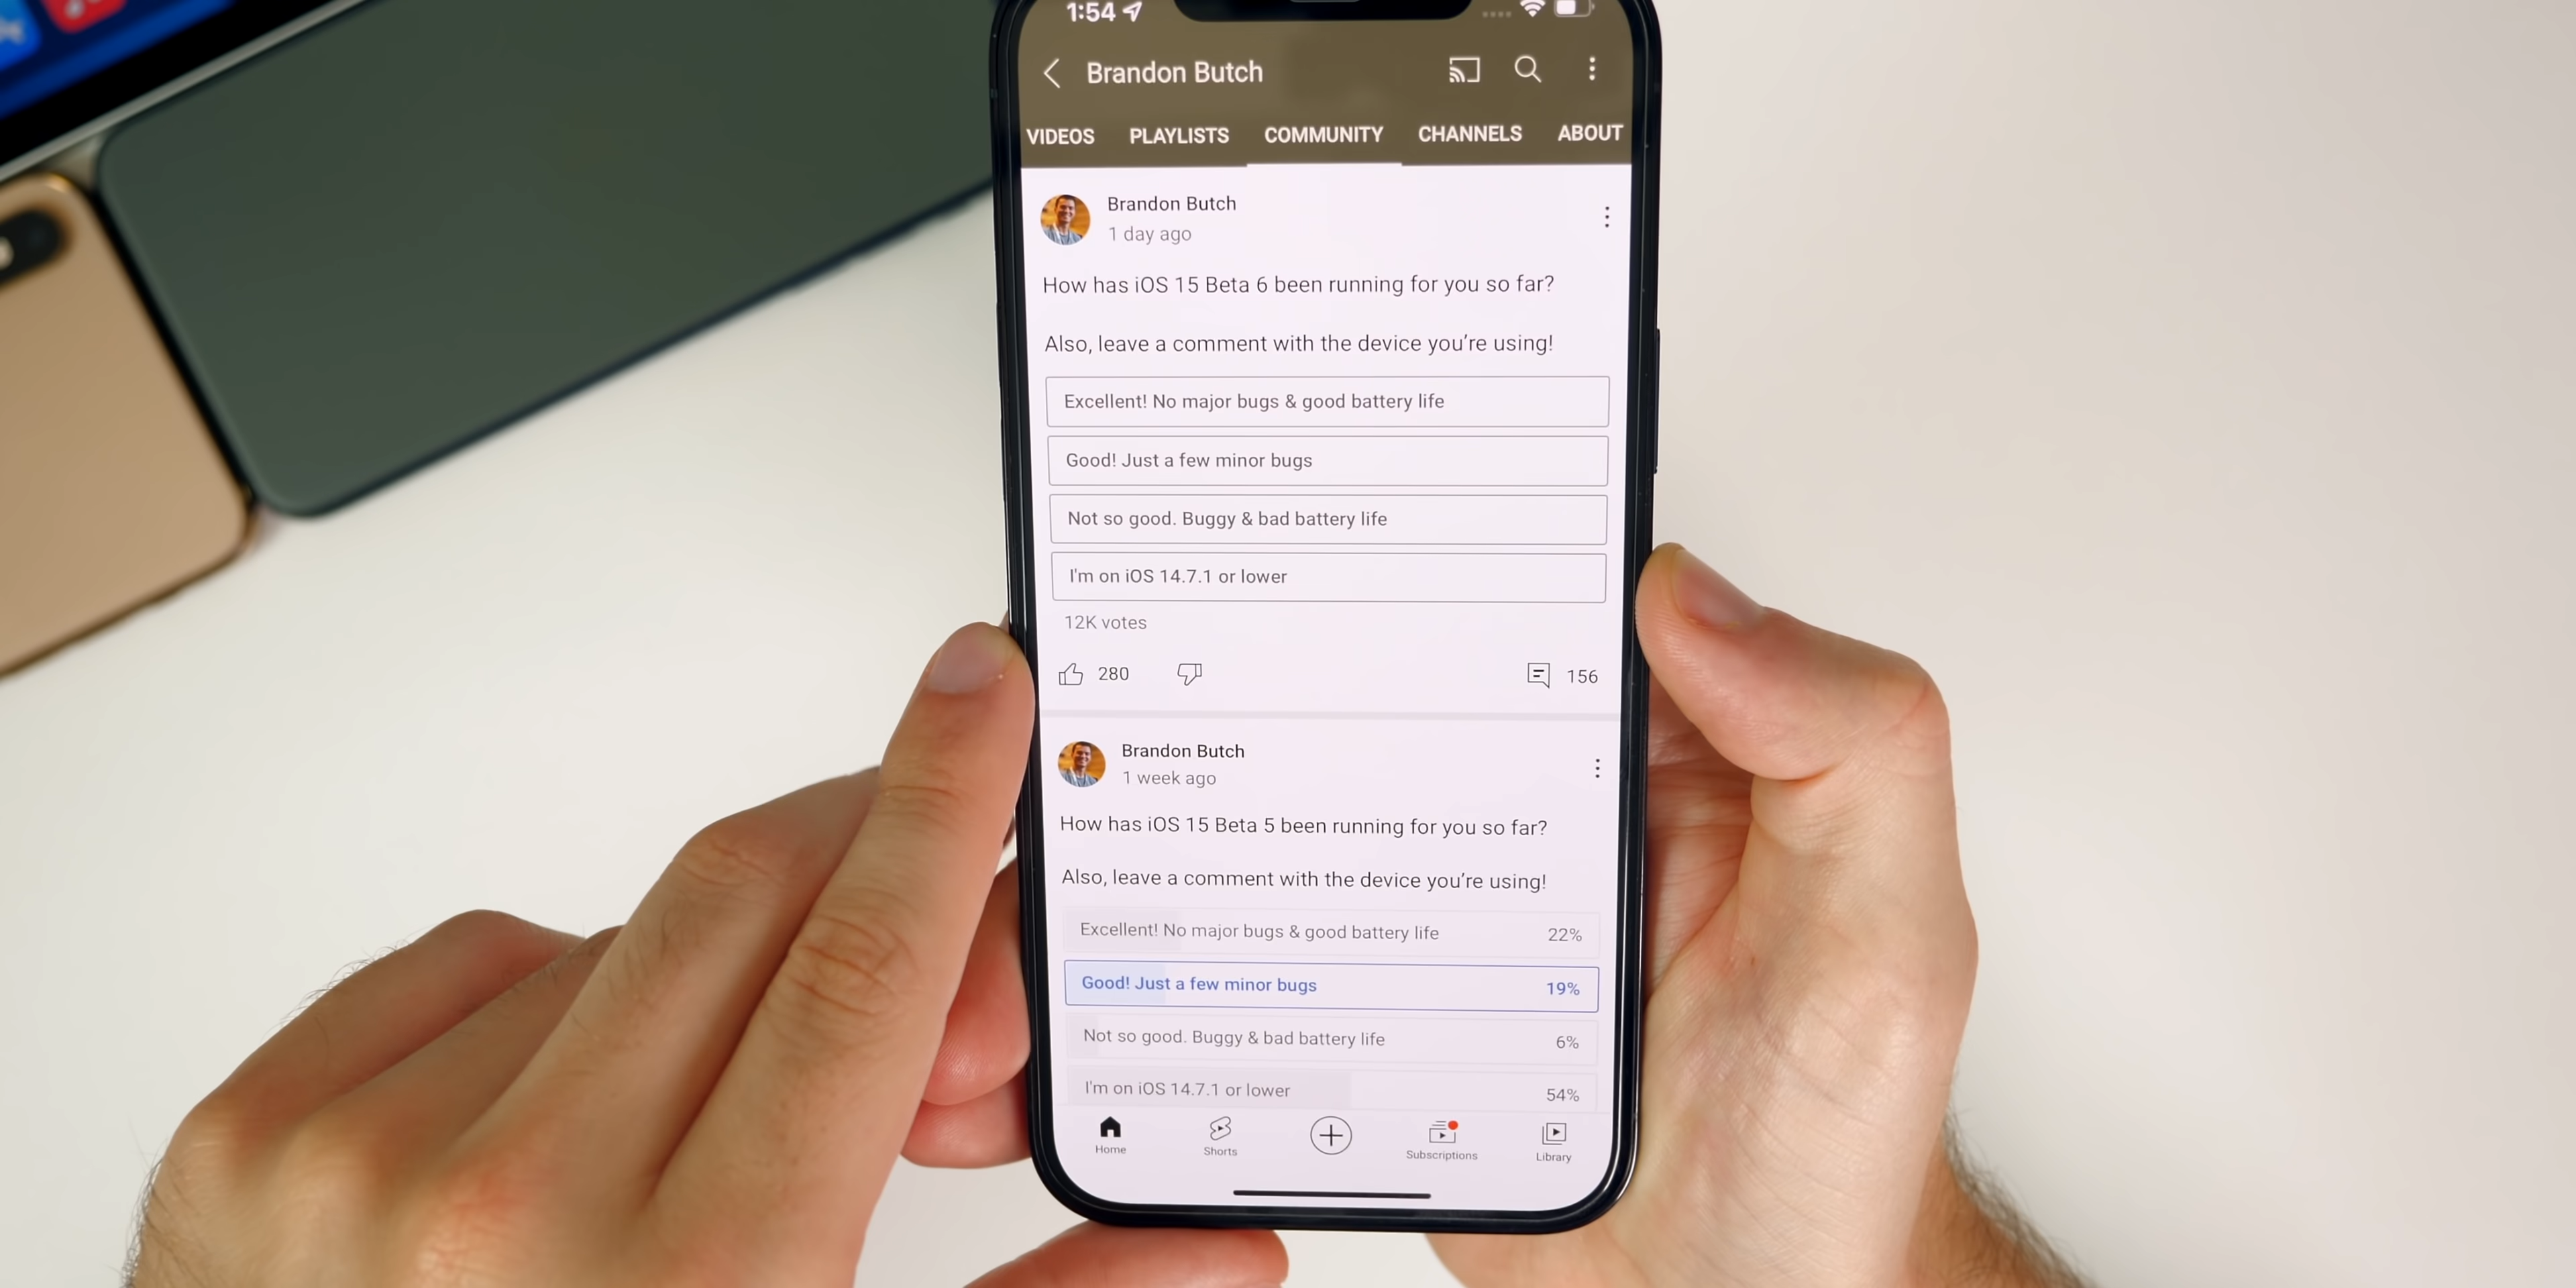 1:54
Brandon Butch
VIDEOS PLAYLISTS COMMUNITY CHANNELS ABOUT
Brandon Butch
1 day ago
How has iOS 15 Beta 6 been running for you so far?
Also, leave a comment with the device you’re using!
Excellent! No major bugs & good battery life
Good! Just a few minor bugs
Not so good. Buggy & bad battery life
I'm on iOS 14.7.1 or lower
12K votes
280 156
Brandon Butch
1 week ago
How has iOS 15 Beta 5 been running for you so far?
Also, leave a comment with the device you’re using!
Excellent! No major bugs & good battery life 22%
Good! Just a few minor bugs 19%
Not so good. Buggy & bad battery life 6%
I'm on iOS 14.7.1 or lower 54%
Home Shorts Subscriptions Library